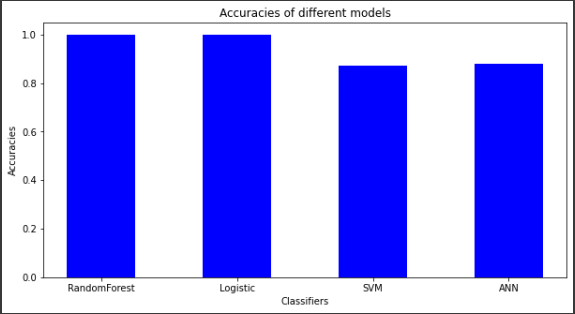 Accuracies of different models
Accuracies
1.0
0.8
0.6
0.4
0.2
0.0
RandomForest
Logistic
SVM
ANN
Classifiers